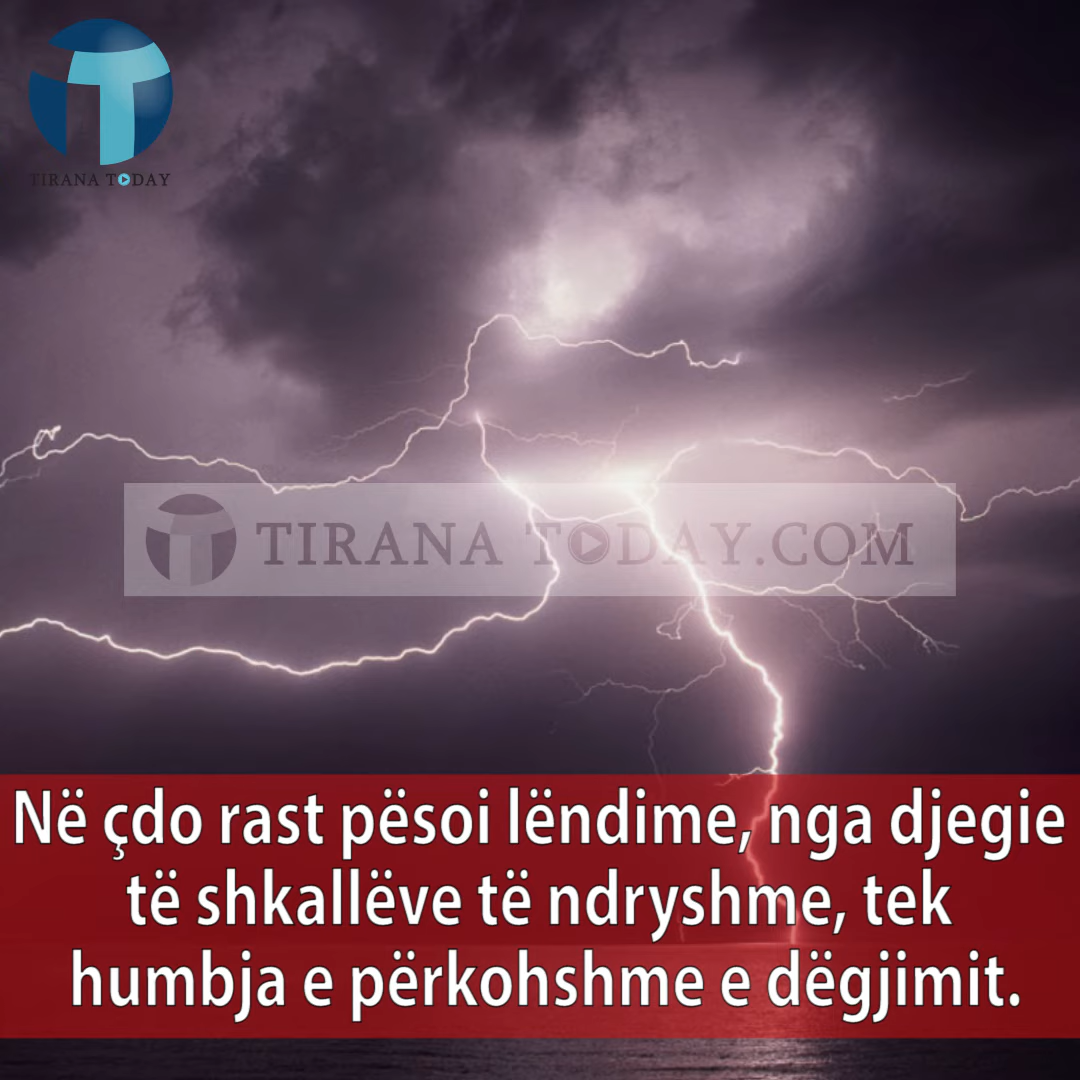 TIRANA TODAY
TIRANA TODAY.COM
Në çdo rast pësoi lëndime, nga djegie
të shkallëve të ndryshme, tek
humbja e përkohshme e dëgjimit.